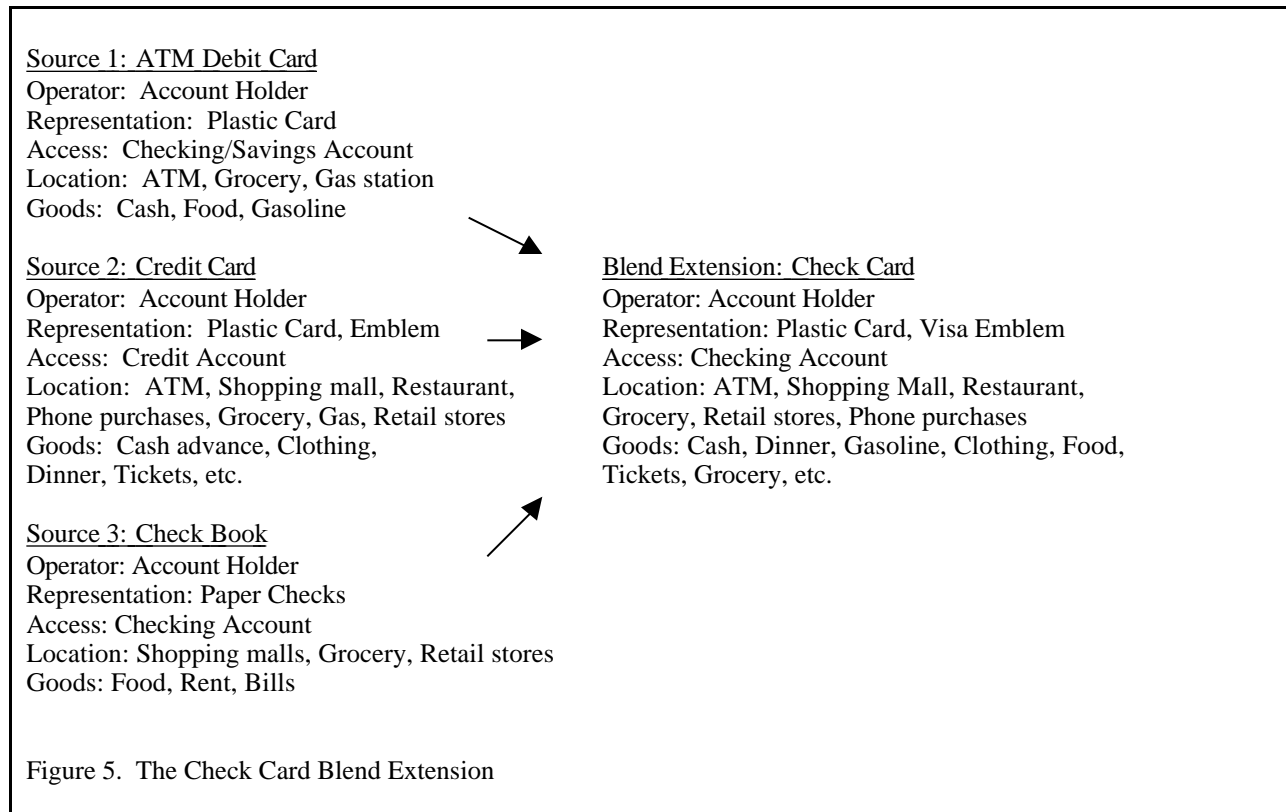 Source 1: ATM Debit Card
Operator: Account Holder
Representation: Plastic Card
Access: Checking/Savings Account
Location: ATM, Grocery, Gas station
Goods: Cash, Food, Gasoline
Source 2: Credit Card
Operator: Account Holder
Representation: Plastic Card, Emblem
Access: Credit Account
Location: ATM, Shopping mall, Restaurant,
Phone purchases, Grocery, Gas, Retail stores
Goods: Cash advance, Clothing,
Dinner, Tickets, etc.
Source 3: Check Book
Operator: Account Holder
Representation: Paper Checks
Access: Checking Account
Location: Shopping malls, Grocery, Retail stores
Goods: Food, Rent, Bills
Blend Extension: Check Card
Operator: Account Holder
Representation: Plastic Card, Visa Emblem
Access: Checking Account
Location: ATM, Shopping Mall, Restaurant,
Grocery, Retail stores, Phone purchases
Goods: Cash, Dinner, Gasoline, Clothing, Food,
Tickets, Grocery, etc.
Figure 5. The Check Card Blend Extension